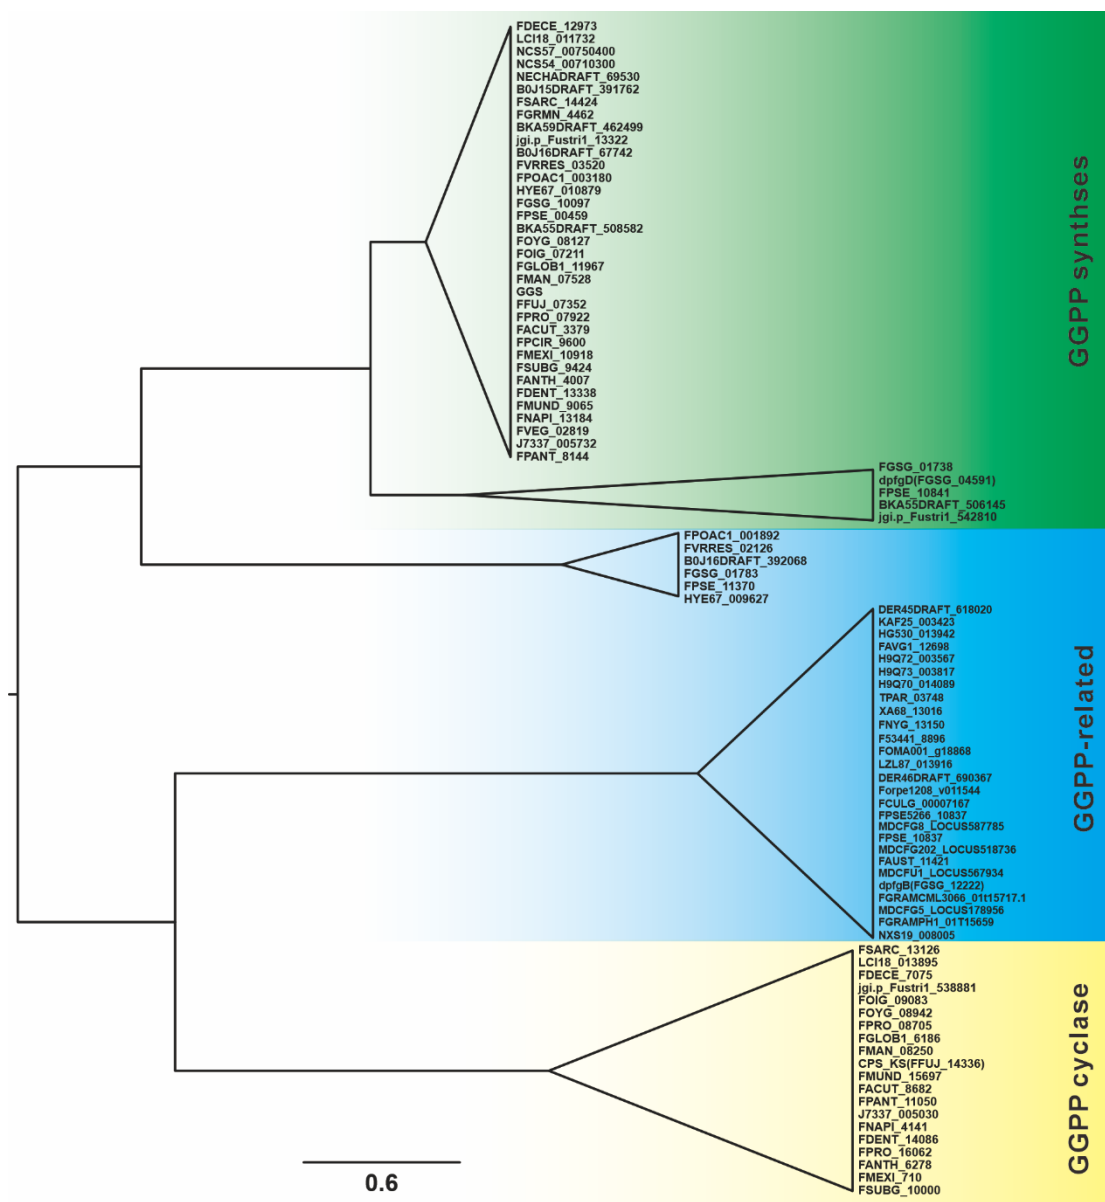 FDECE_12973
LCI18_011732
NCS57_00750400
NCS54_00710300
NECHADRAFT_69530
B0J15DRAFT_391762
FSARC_14424
FGRMN_4462
BKA59DRAFT_462499
jgi.p_Fustri1_13322
B0J16DRAFT_67742
FVRRES_03520
FPOAC1_003180
HYE67_010879
FGSG_10097
FPSE_00459
BKA55DRAFT_508582
FOYG_08127
FOIG_07211
FGLOB1_11967
FMAN_07528
GGS
FFUJ_07352
FPRO_07922
FACUT_3379
FPCIR_9600
FMEXI_10918
FSUBG_9424
FANTH_4007
FDENT_13338
FMUND_9065
FNAPI_13184
FVEG_02819
J7337_005732
FPANT_8144
FGSG_01738
dpfgD(FGSG_04591)
FPSE_10841
BKA55DRAFT_506145
jgi.p_Fustri1_542810
GGPP synthses
FPOAC1_001892
FVRRES_02126
B0J16DRAFT_392068
FGSG_01783
FPSE_11370
HYE67_009627
DER45DRAFT_618020
KAF25_003423
HG530_013942
FAVG1_12698
H9Q72_003567
H9Q73_003817
H9Q70_014089
TPAR_03748
XA68_13016
FNYG_13150
F53441_8896
FOMA001_g18868
LZL87_013916
DER46DRAFT_690367
Forpe1208_v011544
FCULG_00007167
FPSE5266_10837
MDCFG8_LOCUS587785
FPSE_10837
MDCFG202_LOCUS518736
FAUST_11421
MDCFU1_LOCUS567934
dpfgB(FGSG_12222)
FGRAMCML3066_01t15717.1
MDCFG5_LOCUS178956
FGRAMPH1_01T15659
NXS19_008005
GGPP-related
FSARC_13126
LCI18_013895
FDECE_7075
jgi.p_Fustri1_538881
FOIG_09083
FOYG_08942
FPRO_08705
FGLOB1_6186
FMAN_08250
CPS_KS(FFUJ_14336)
FMUND_15697
FACUT_8682
FPANT_11050
J7337_005030
FNAPI_4141
FDENT_14086
FPRO_16062
FANTH_6278
FMEXI_710
FSUBG_10000
GGPP cyclase
0.6